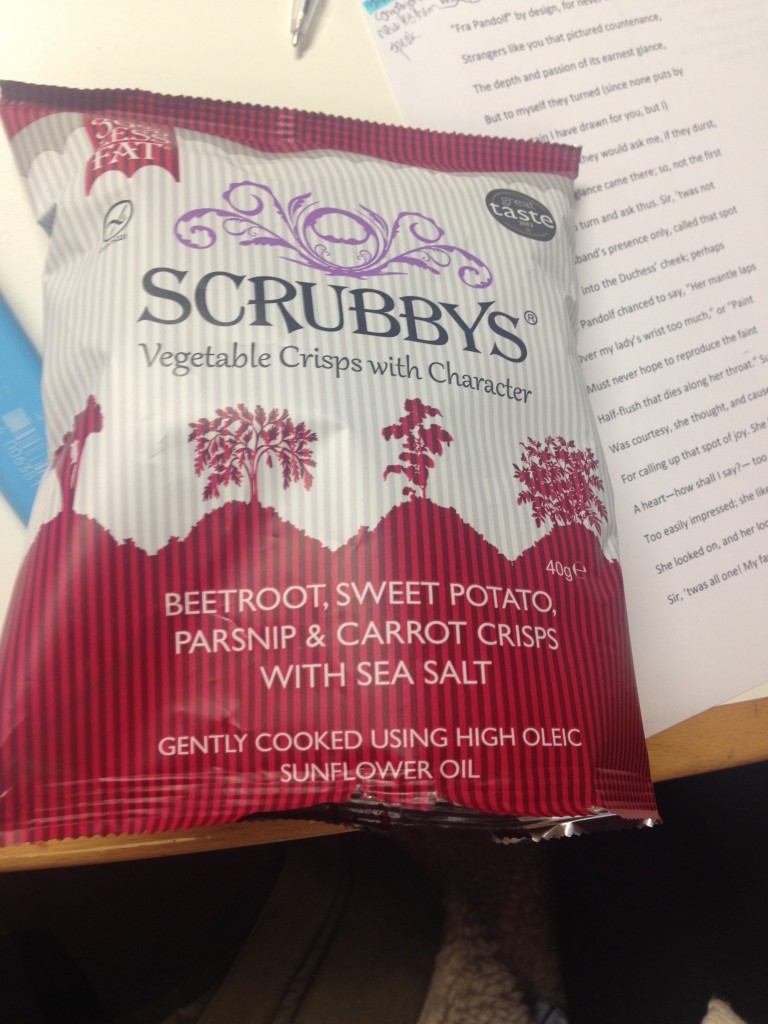 LESS
FAT
great
taste
SCRUBBYS®
Vegetable Crisps with Character
40g℮
BEETROOT, SWEET POTATO,
PARSNIP & CARROT CRISPS
WITH SEA SALT
GENTLY COOKED USING HIGH OLEIC
SUNFLOWER OIL
"Fra Pandolf" by design, for
Strangers like you that pictured countenance,
The depth and passion of its earnest glance,
But to myself they turned (since none puts by
I have drawn for you, but I)
they would ask me, if they durst,
glance came there; so, not the first
turn and ask thus. Sir, 'twas not
presence only, called that spot
into the Duchess' cheek; perhaps
Pandolf chanced to say, "Her mantle laps
over my lady's wrist too much," or "Paint
Must never hope to reproduce the faint
Half-flush that dies along her throat."
Was courtesy, she thought, and
For calling up that spot of joy. She
A heart—how shall I say?— too
Too easily impressed; she
She looked on, and her
Sir, 'twas all one! My